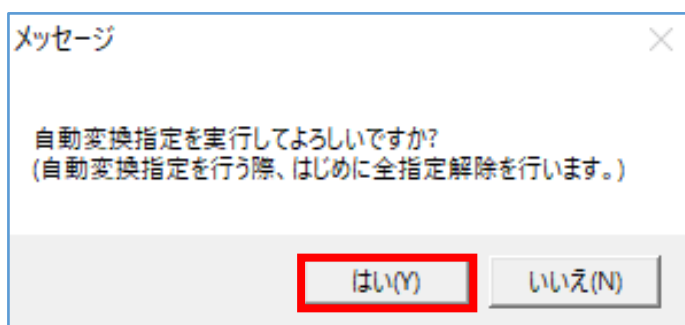 メッセージ
自動変換指定を実行してよろしいですか?
(自動変換指定を行う際、はじめに全指定解除を行います。)
はい(Y)
いいえ(N)